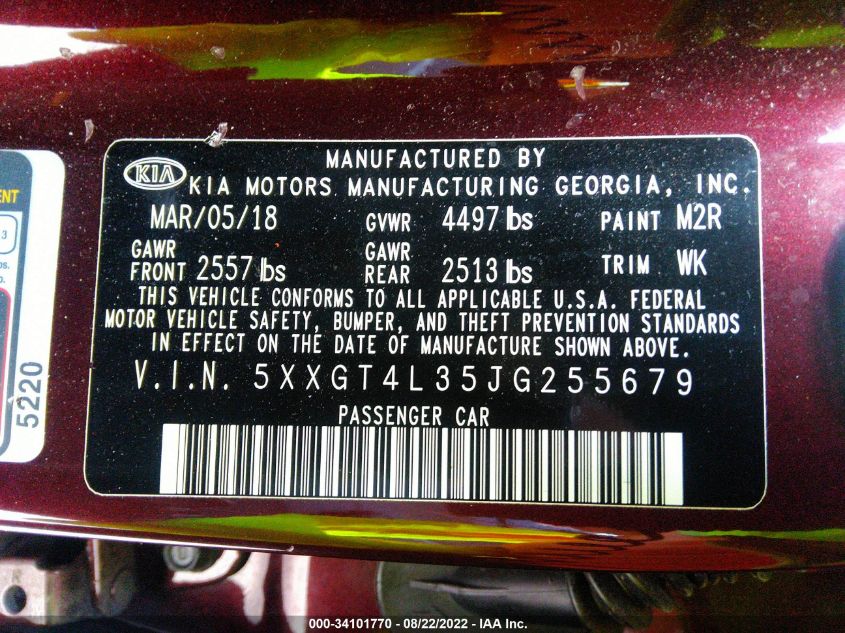 MANUFACTURED BY
KIA KIA MOTORS MANUFACTURING GEORGIA, INC.
MAR/05/18 GVWR 4497 lbs PAINT M2R
GAWR FRONT 2557 lbs GAWR REAR 2513 lbs TRIM WK
THIS VEHICLE CONFORMS TO ALL APPLICABLE U.S.A. FEDERAL
MOTOR VEHICLE SAFETY, BUMPER, AND THEFT PREVENTION STANDARDS
IN EFFECT ON THE DATE OF MANUFACTURE SHOWN ABOVE.
V.I.N. 5XXGT4L35JG255679
PASSENGER CAR
3
5220
000-34101770 - 08/22/2022 - IAA Inc.